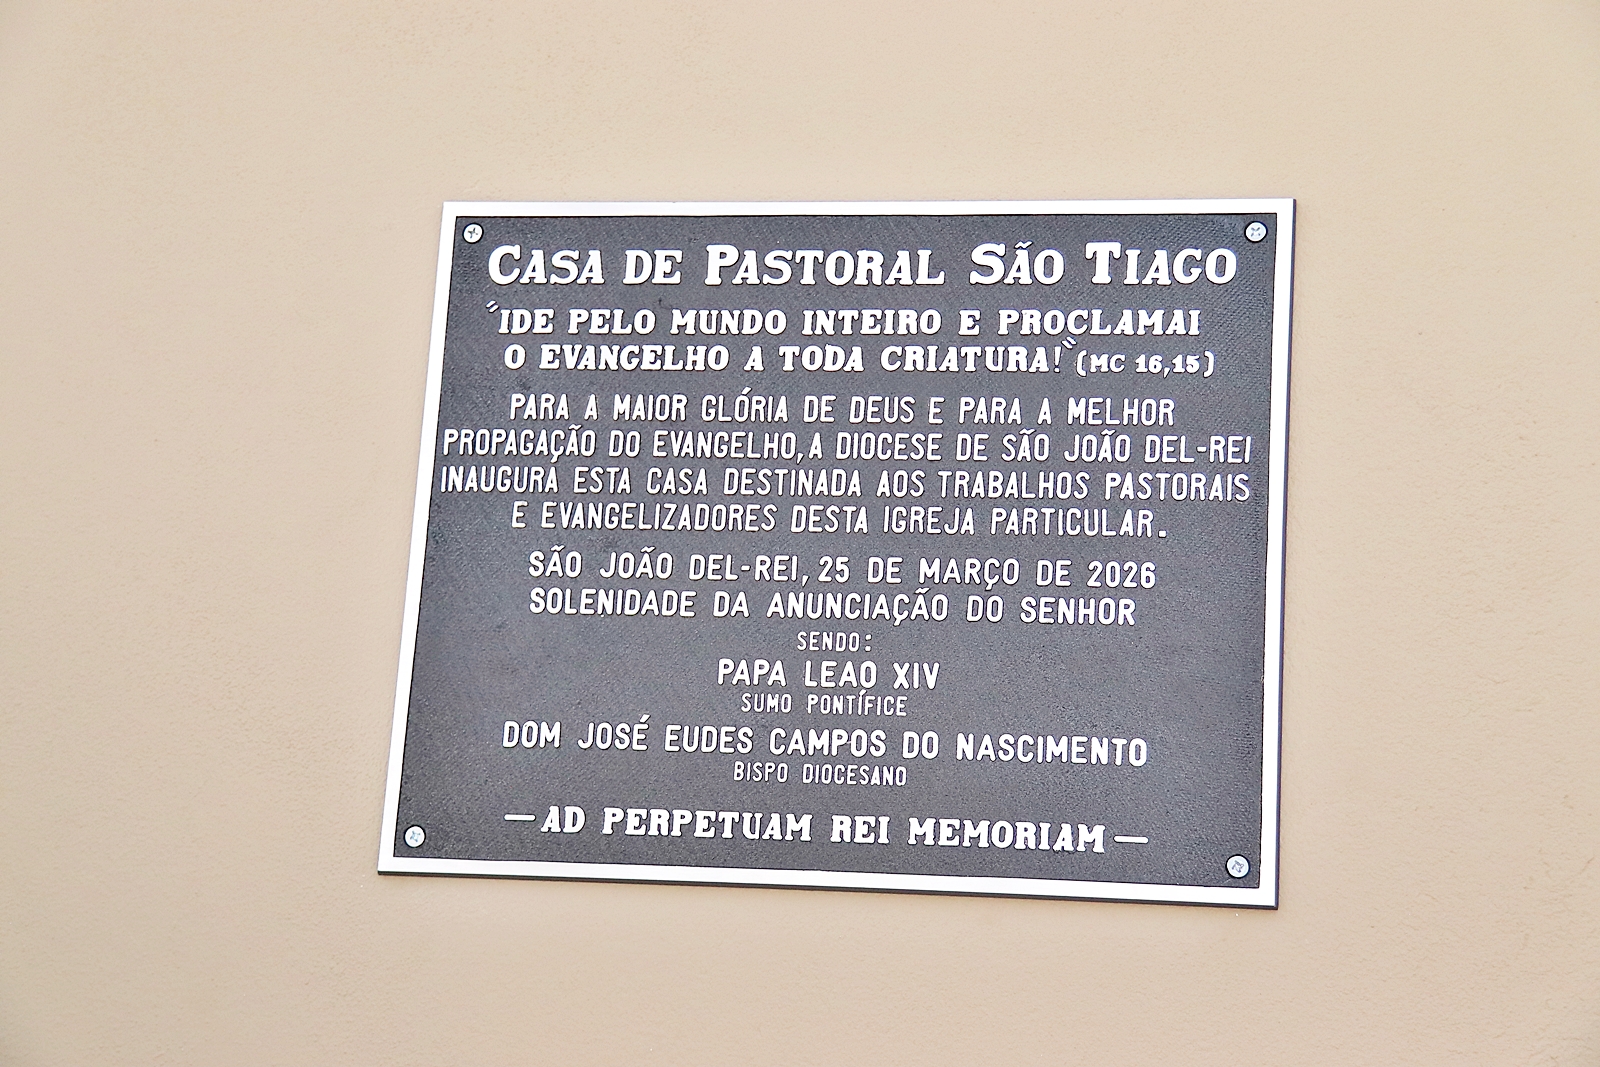 CASA DE PASTORAL SÃO TIAGO
"IDE PELO MUNDO INTEIRO E PROCLAMAI
O EVANGELHO A TODA CRIATURA!" (MC 16,15)
PARA A MAIOR GLÓRIA DE DEUS E PARA A MELHOR
PROPAGAÇÃO DO EVANGELHO, A DIOCESE DE SÃO JOÃO DEL-REI
INAUGURA ESTA CASA DESTINADA AOS TRABALHOS PASTORAIS
E EVANGELIZADORES DESTA IGREJA PARTICULAR.
SÃO JOÃO DEL-REI, 25 DE MARÇO DE 2026
SOLENIDADE DA ANUNCIAÇÃO DO SENHOR
SENDO:
PAPA LEAO XIV
SUMO PONTÍFICE
DOM JOSÉ EUDES CAMPOS DO NASCIMENTO
BISPO DIOCESANO
— AD PERPETUAM REI MEMORIAM —